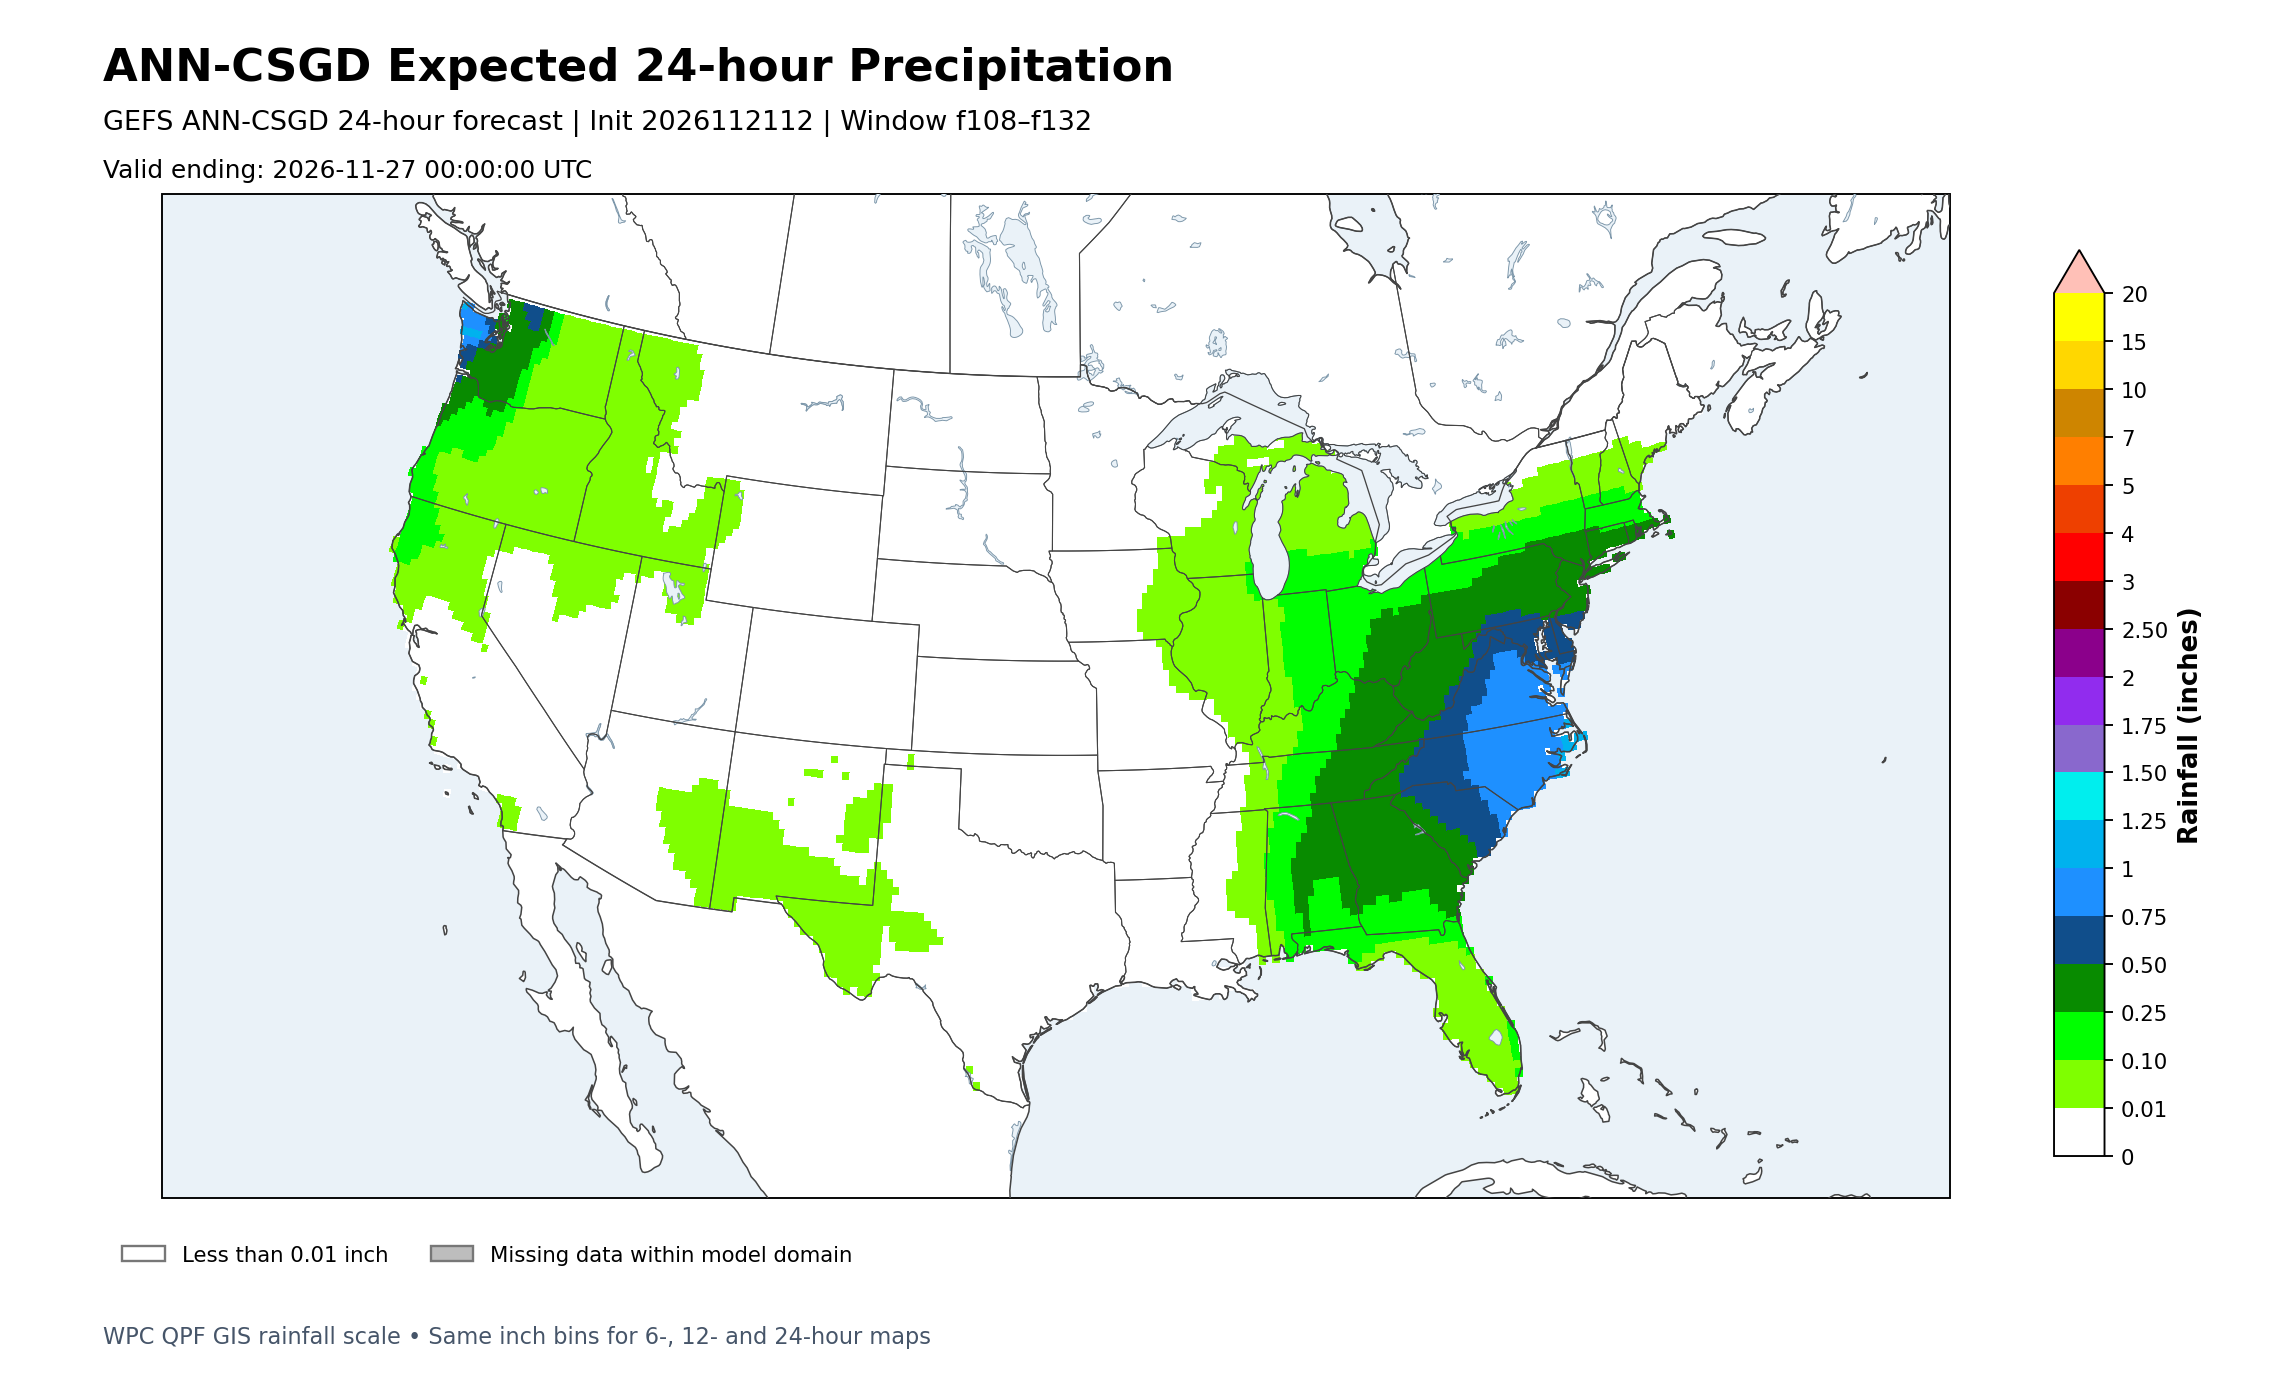 ANN-CSGD Expected 24-hour Precipitation
GEFS ANN-CSGD 24-hour forecast | Init 2026112112 | Window f108–f132
Valid ending: 2026-11-27 00:00:00 UTC
20
15
10
7
5
4
3
2.50
2
1.75
1.50
1.25
1
0.75
0.50
0.25
0.10
0.01
0
Rainfall (inches)
Less than 0.01 inch
Missing data within model domain
WPC QPF GIS rainfall scale • Same inch bins for 6-, 12- and 24-hour maps